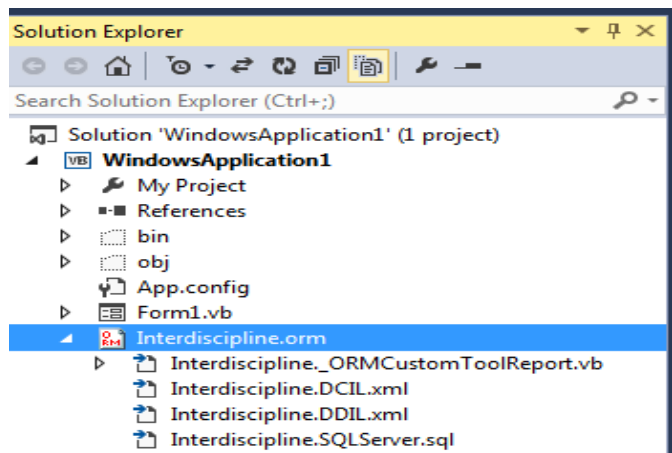 Solution Explorer
Search Solution Explorer (Ctrl+;)
Solution 'WindowsApplication1' (1 project)
VB WindowsApplication1
My Project
References
bin
obj
App.config
Form1.vb
ORM Interdiscipline.orm
Interdiscipline._ORMCustomToolReport.vb
Interdiscipline.DCIL.xml
Interdiscipline.DDIL.xml
Interdiscipline.SQLServer.sql